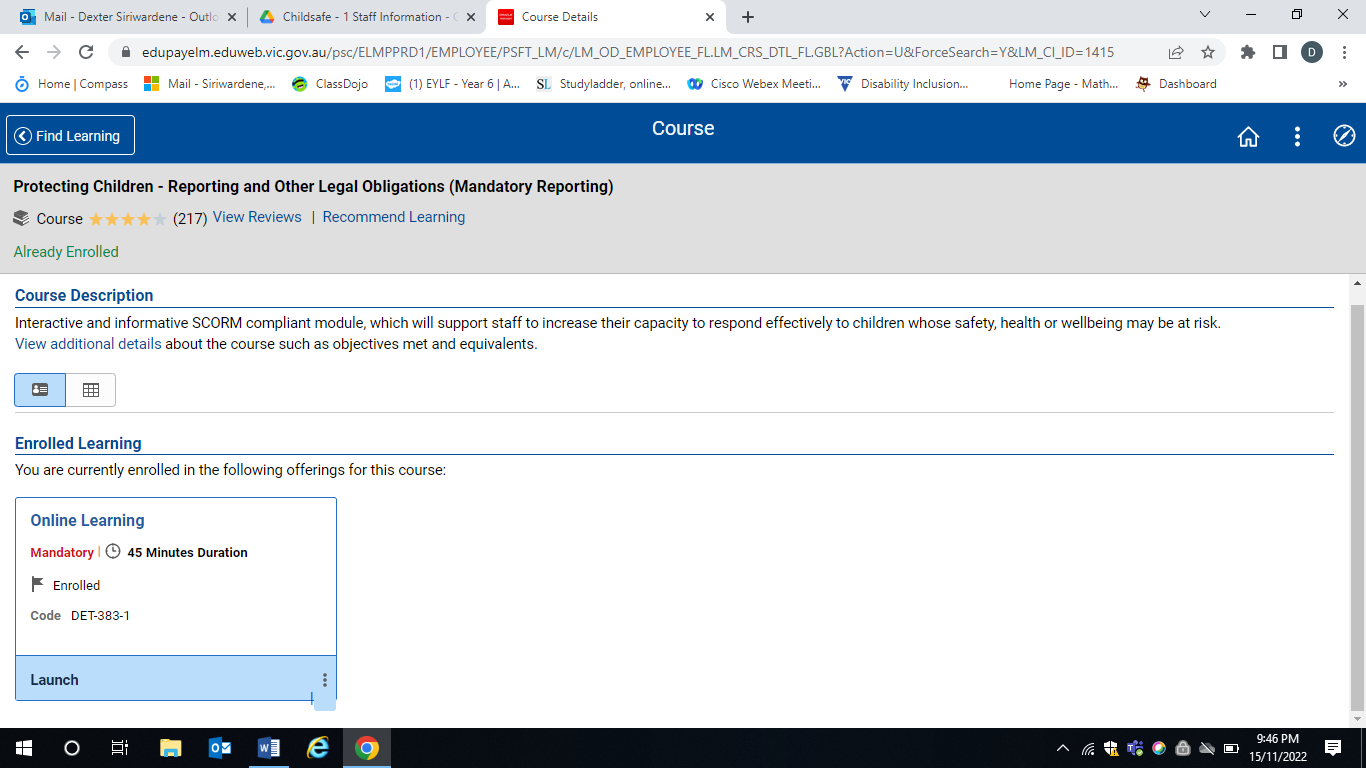 Mail - Dexter Siriwardene - Outlo
Childsafe - 1 Staff Information - G
Course Details
edupayelm.eduweb.vic.gov.au/psc/ELMPPRD1/EMPLOYEE/PSFT_LM/c/LM_OD_EMPLOYEE_FL.LM_CRS_DTL_FL.GBL?Action=U&ForceSearch=Y&LM_CI_ID=1415
D
Home | Compass
Mail - Siriwardene,...
ClassDojo
(1) EYLF - Year 6 | A...
SL Studyladder, online...
Cisco Webex Meeti...
VIC Disability Inclusion...
Home Page - Math...
Dashboard
»
Find Learning
Course
Protecting Children - Reporting and Other Legal Obligations (Mandatory Reporting)
Course (217) View Reviews | Recommend Learning
Already Enrolled
Course Description
Interactive and informative SCORM compliant module, which will support staff to increase their capacity to respond effectively to children whose safety, health or wellbeing may be at risk.
View additional details about the course such as objectives met and equivalents.
Enrolled Learning
You are currently enrolled in the following offerings for this course:
Online Learning
Mandatory | 45 Minutes Duration
Enrolled
Code DET-383-1
Launch
9:46 PM
15/11/2022